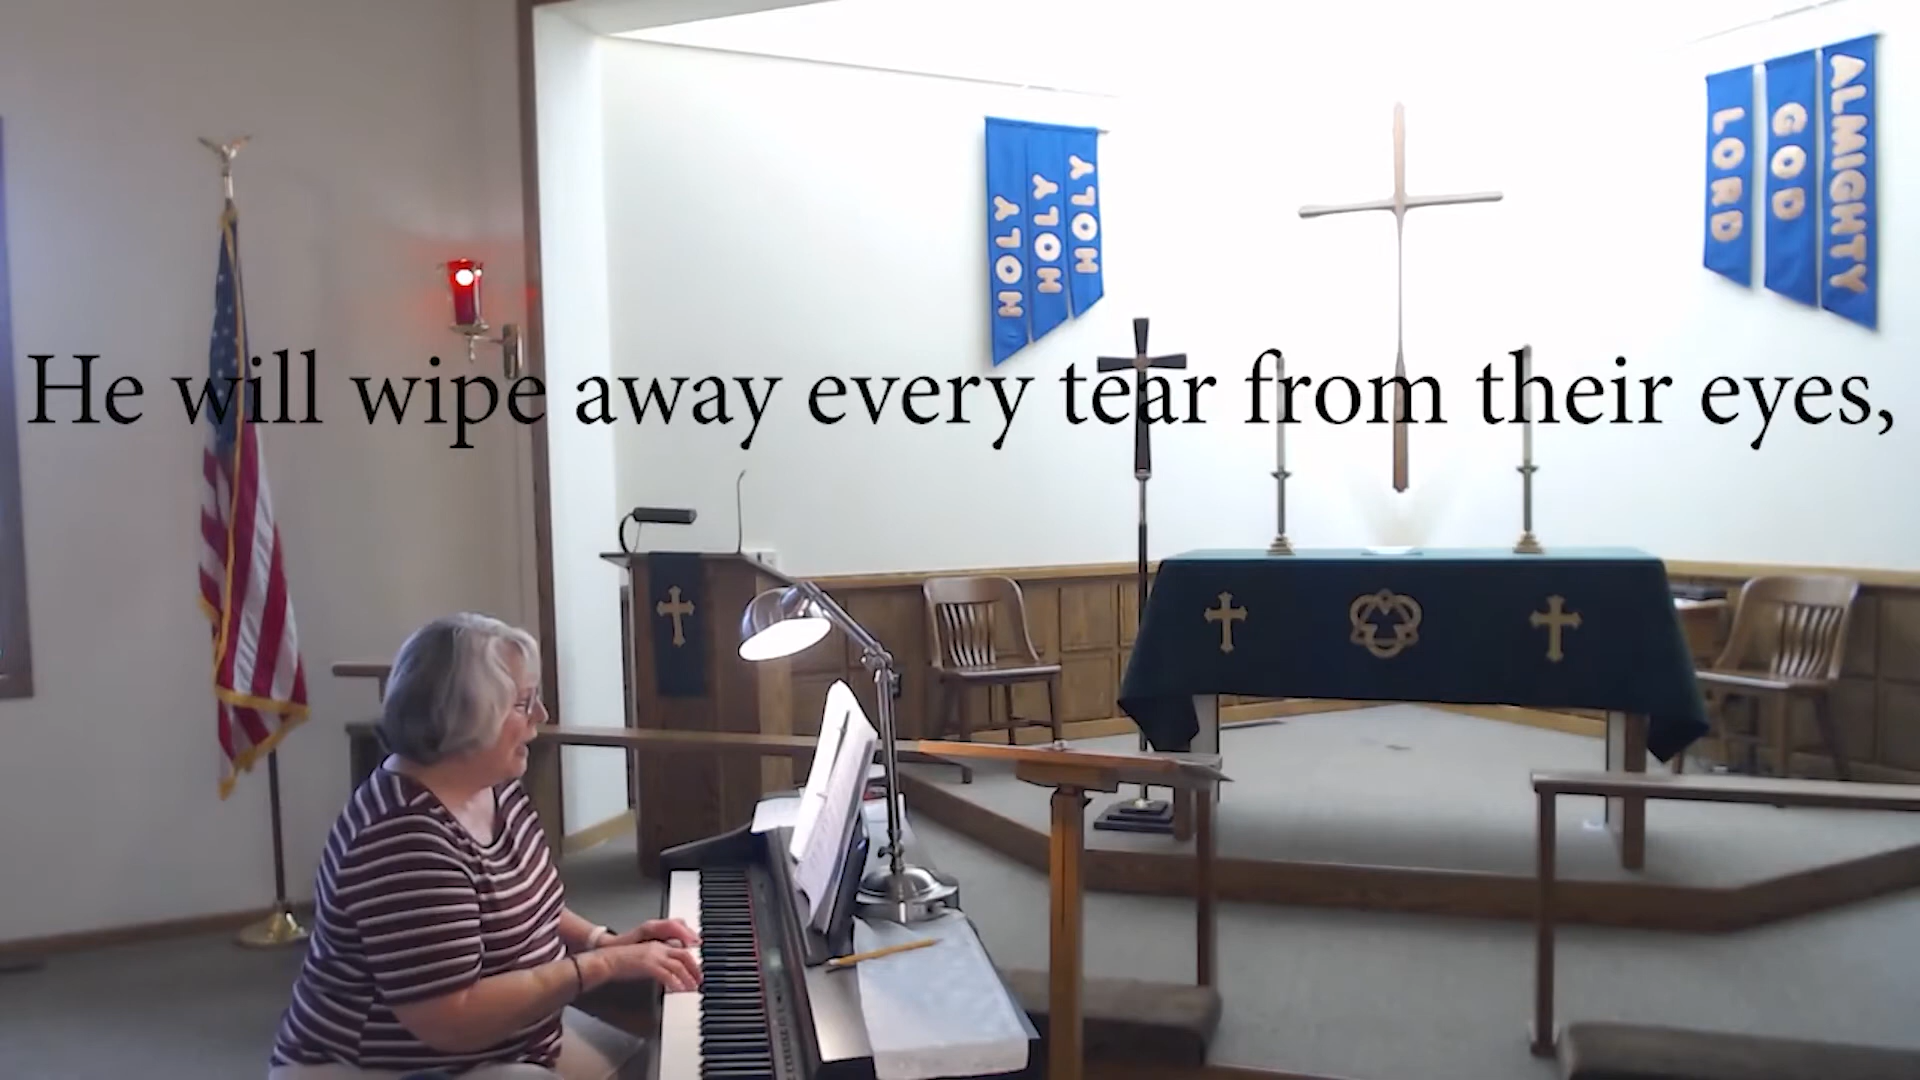 HOLY
HOLY
HOLY
LORD
GOD
ALMIGHTY
He will wipe away every tear from their eyes,